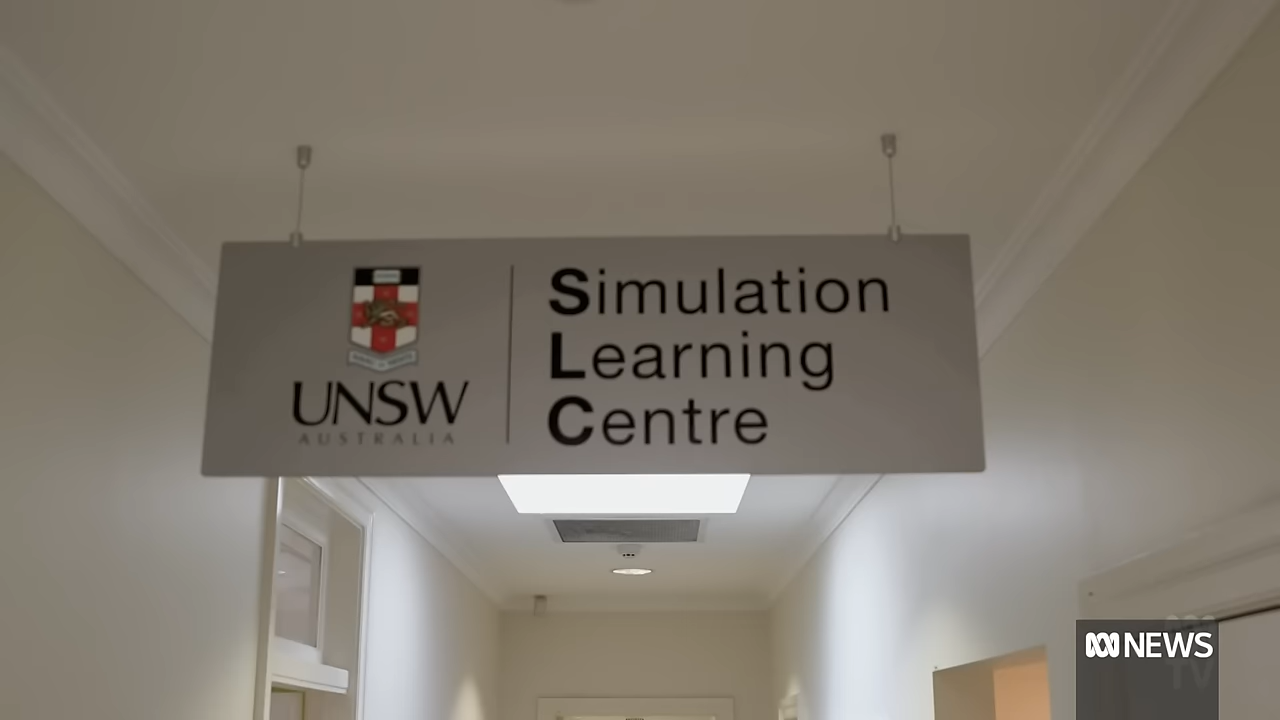 UNSW
AUSTRALIA
Simulation
Learning
Centre
NEWS